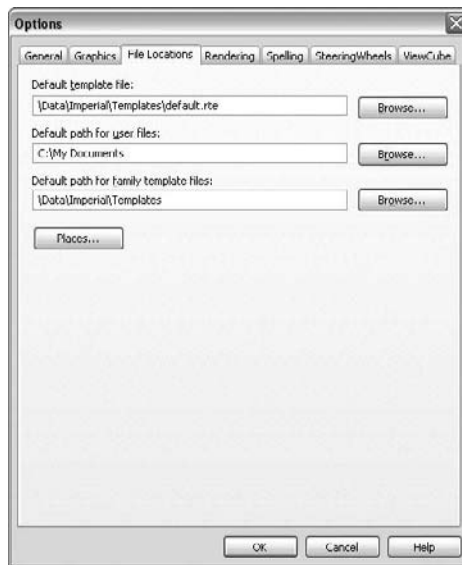 Options
General Graphics File Locations Rendering Spelling SteeringWheels ViewCube
Default template file:
\Data\Imperial\Templates\default.rte Browse...
Default path for user files:
C:\My Documents Browse...
Default path for family template files:
\Data\Imperial\Templates Browse...
Places...
OK Cancel Help